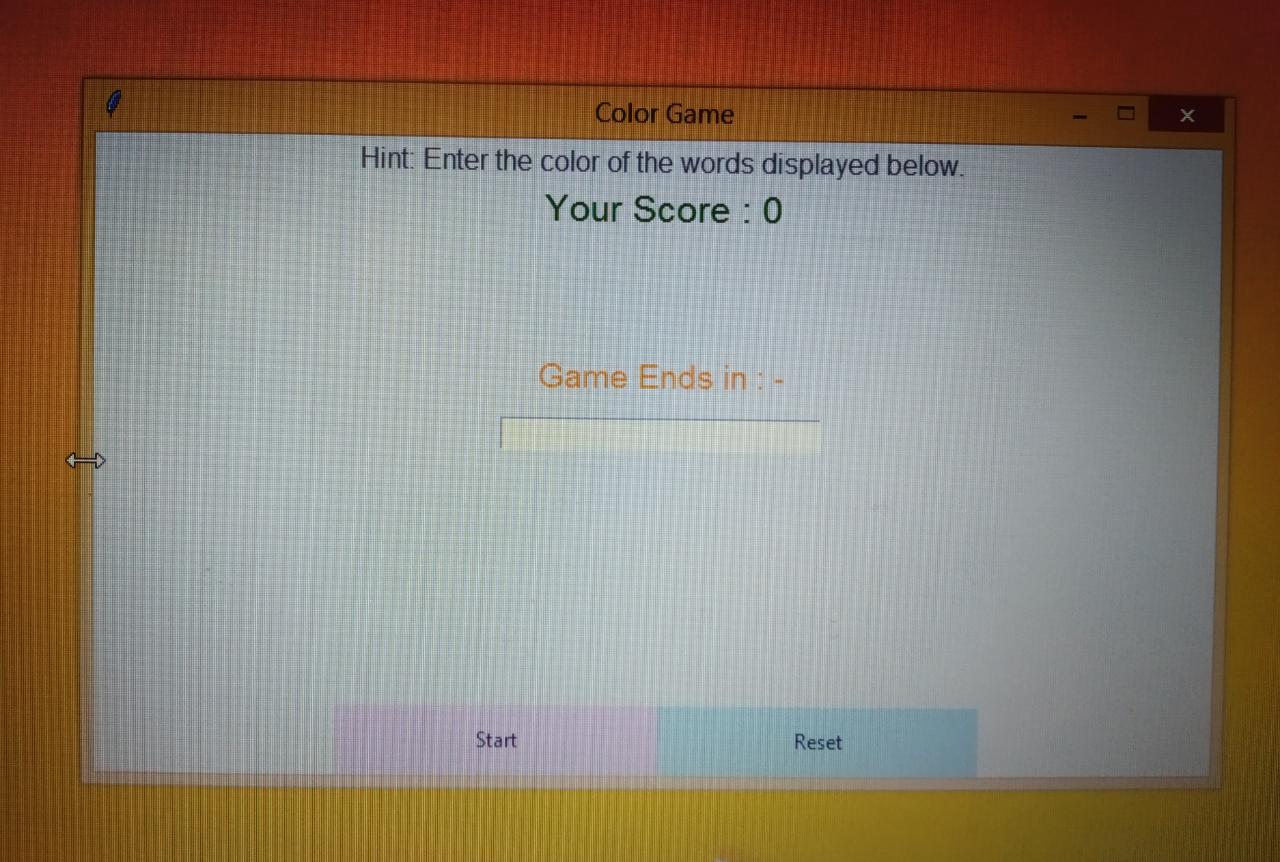 Color Game
Hint: Enter the color of the words displayed below.
Your Score : 0
Game Ends in : -
Start
Reset